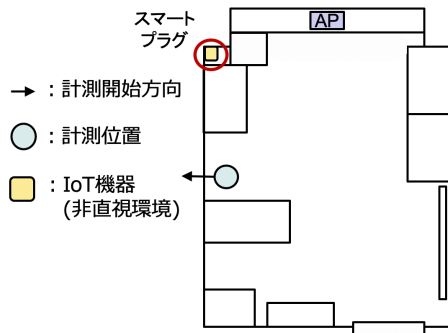 スマート
プラグ
AP
：計測開始方向
：計測位置
：IoT機器
(非直視環境)